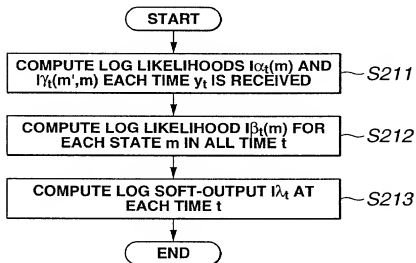 START
COMPUTE LOG LIKELIHOODS Iαt(m) AND
Iγt(m',m) EACH TIME yt IS RECEIVED
S211
COMPUTE LOG LIKELIHOOD Iβt(m) FOR
EACH STATE m IN ALL TIME t
S212
COMPUTE LOG SOFT-OUTPUT Iλt AT
EACH TIME t
S213
END